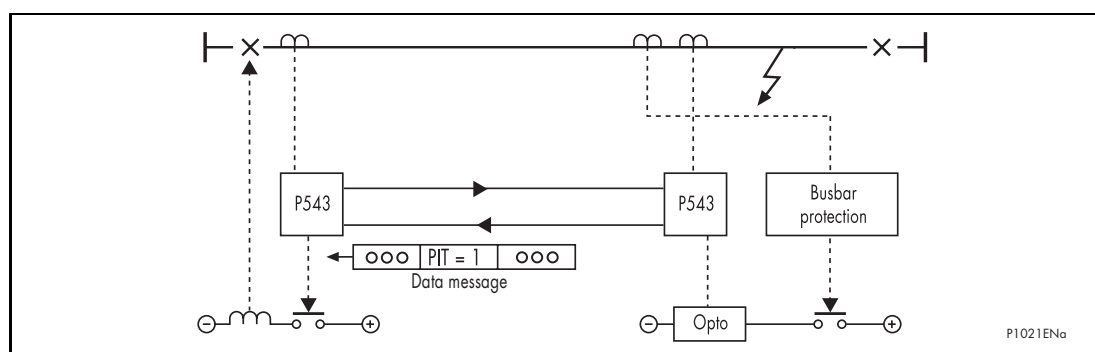 P543
P543
Busbar
protection
PIT = 1
Data message
Opto
P1021ENa